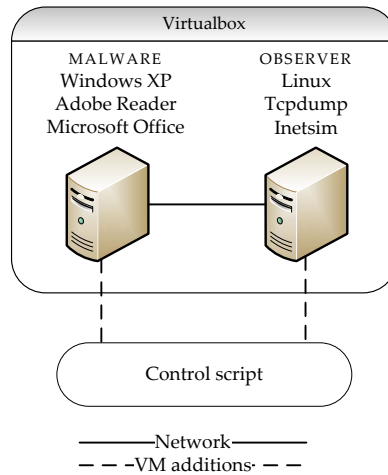 Virtualbox
MALWARE
Windows XP
Adobe Reader
Microsoft Office
OBSERVER
Linux
Tcpdump
Inetsim
Control script
Network
VM additions